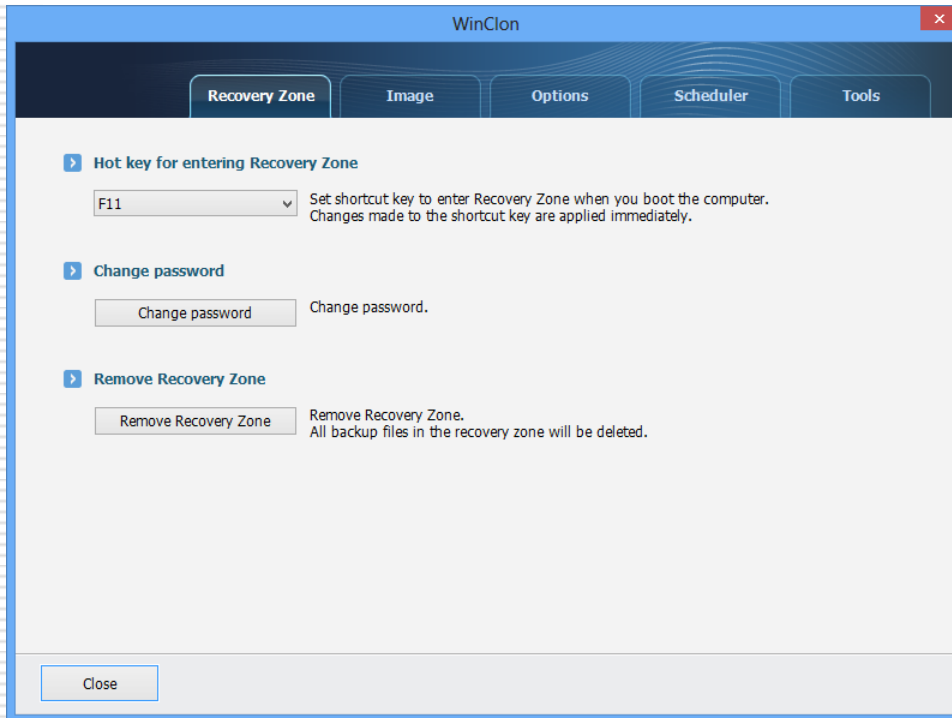 WinClon
Recovery Zone
Image
Options
Scheduler
Tools
Hot key for entering Recovery Zone
F11
Set shortcut key to enter Recovery Zone when you boot the computer.
Changes made to the shortcut key are applied immediately.
Change password
Change password
Change password.
Remove Recovery Zone
Remove Recovery Zone
Remove Recovery Zone.
All backup files in the recovery zone will be deleted.
Close